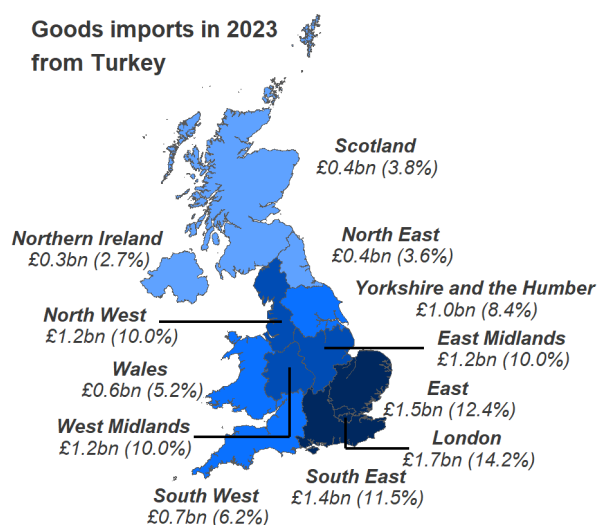 Goods imports in 2023
from Turkey
Scotland
£0.4bn (3.8%)
Northern Ireland
£0.3bn (2.7%)
North East
£0.4bn (3.6%)
Yorkshire and the Humber
£1.0bn (8.4%)
North West
£1.2bn (10.0%)
East Midlands
£1.2bn (10.0%)
Wales
£0.6bn (5.2%)
East
£1.5bn (12.4%)
West Midlands
£1.2bn (10.0%)
London
£1.7bn (14.2%)
South East
£1.4bn (11.5%)
South West
£0.7bn (6.2%)